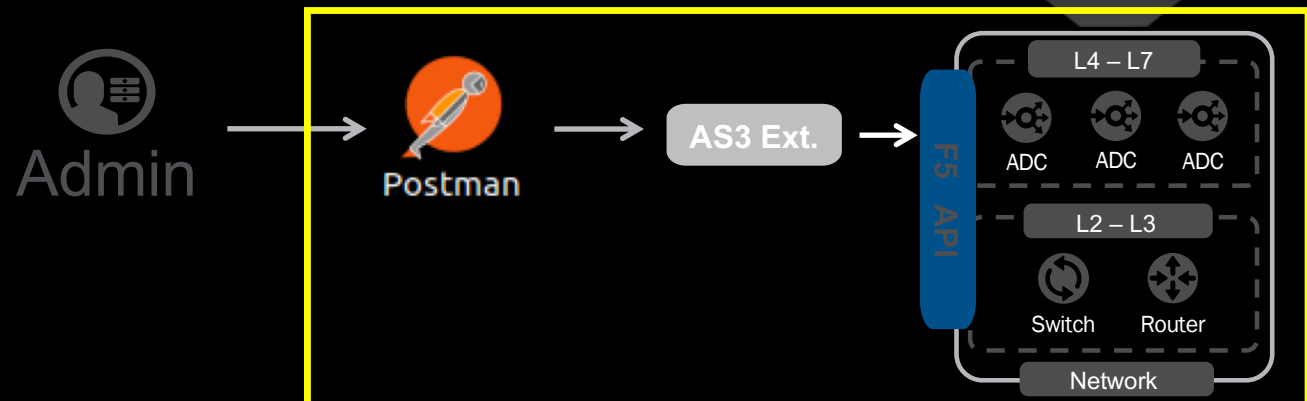 Admin
Postman
AS3 Ext.
F5 API
L4 – L7
ADC
ADC
ADC
L2 – L3
Switch
Router
Network